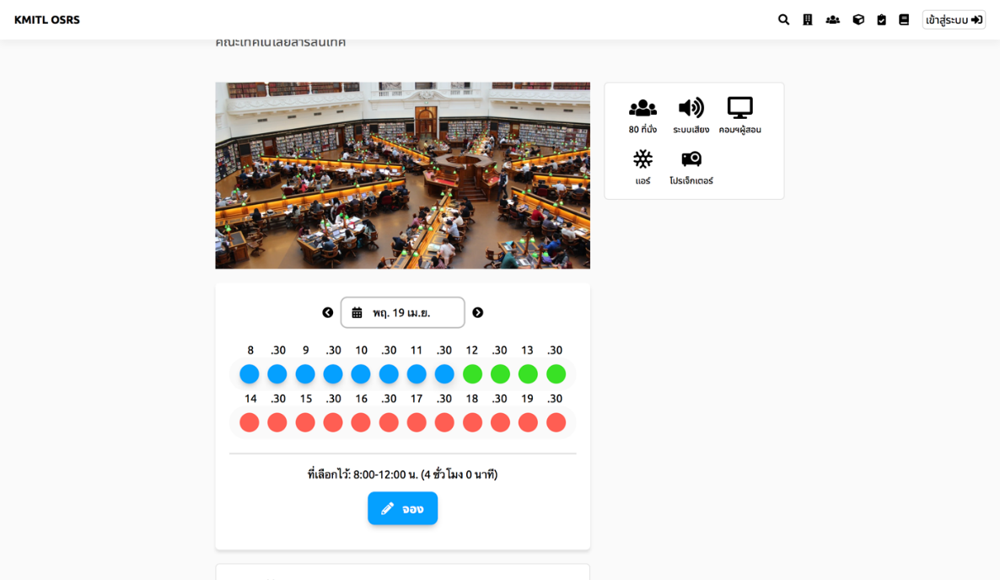 KMITL OSRS
เข้าสู่ระบบ
คณะเทคโนโลยีสารสนเทศ
80 ที่นั่ง ระบบเสียง คอมฯผู้สอน
แอร์ โปรเจ็กเตอร์
พฤ. 19 เม.ย.
8 .30 9 .30 10 .30 11 .30 12 .30 13 .30
14 .30 15 .30 16 .30 17 .30 18 .30 19 .30
ที่เลือกไว้: 8:00-12:00 น. (4 ชั่วโมง 0 นาที)
จอง